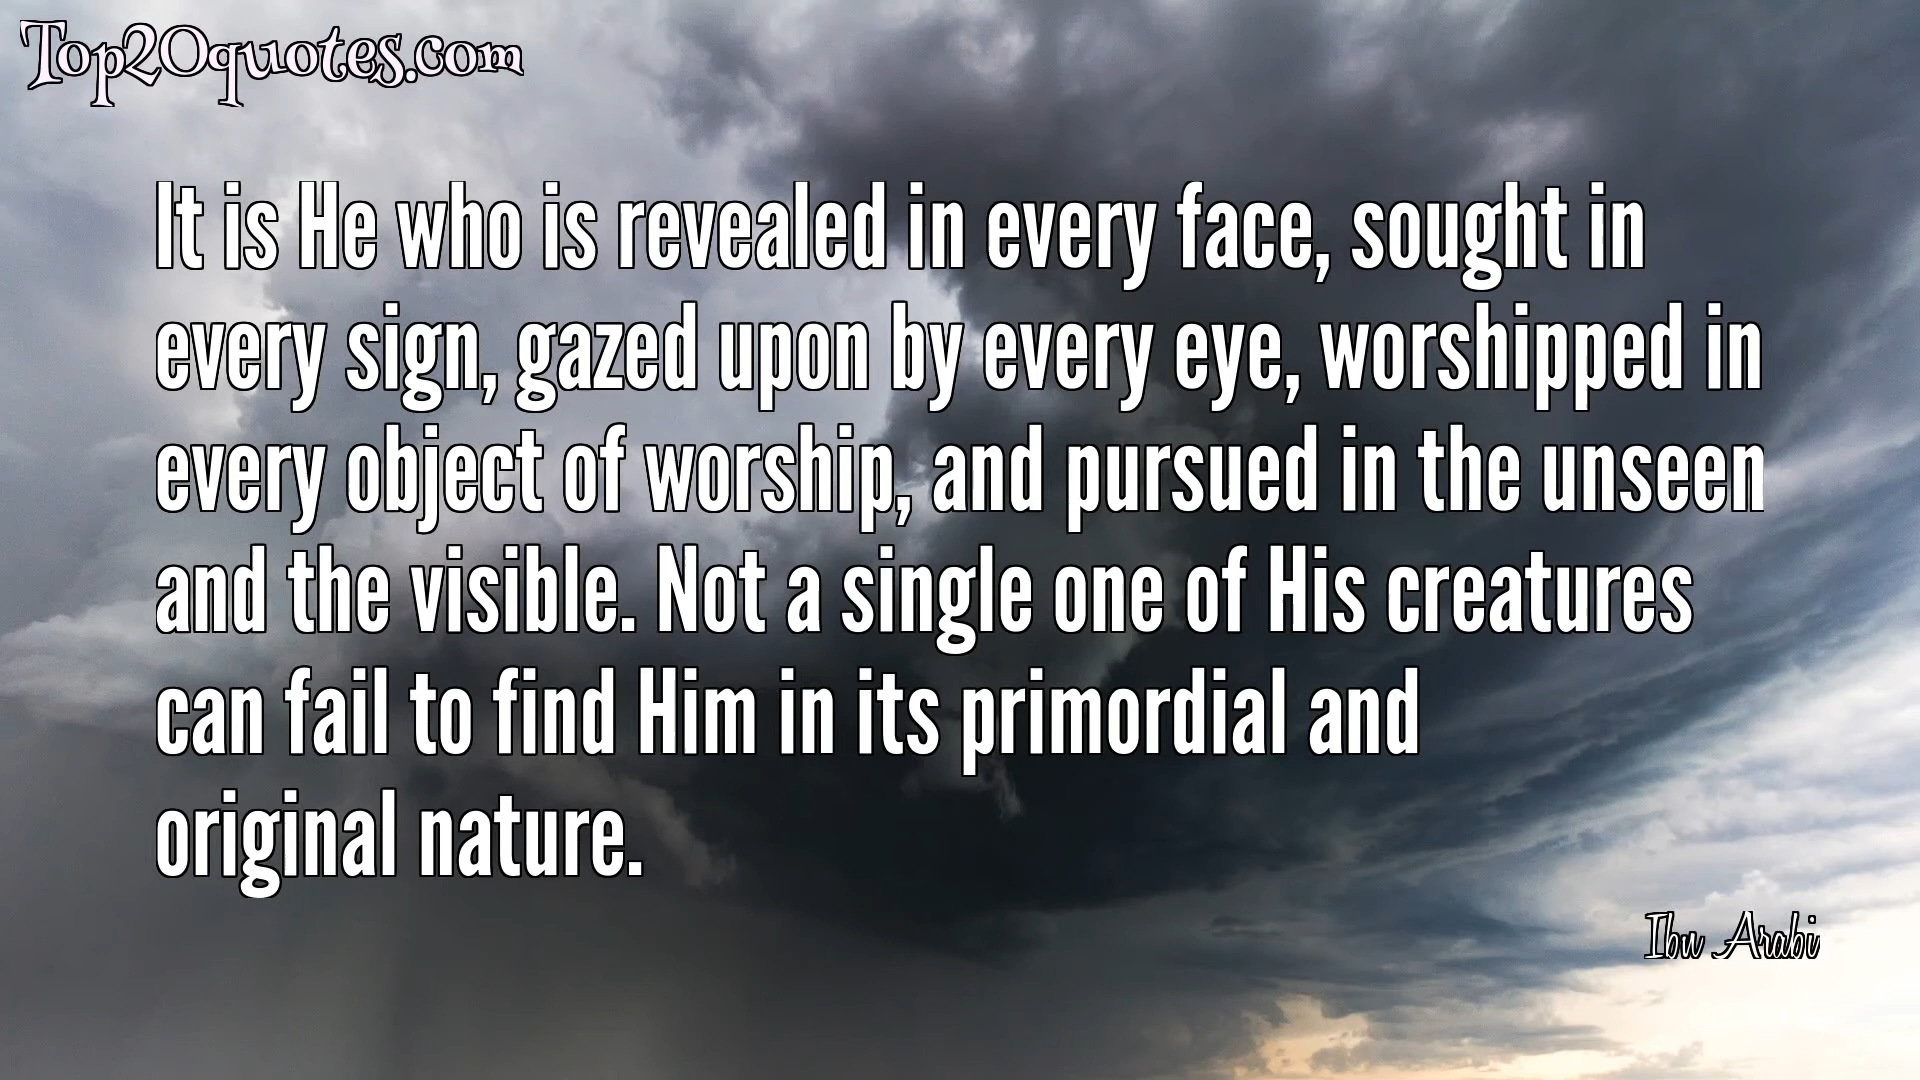 Top20quotes.com
It is He who is revealed in every face, sought in
every sign, gazed upon by every eye, worshipped in
every object of worship, and pursued in the unseen
and the visible. Not a single one of His creatures
can fail to find Him in its primordial and
original nature.
Ibn Arabi